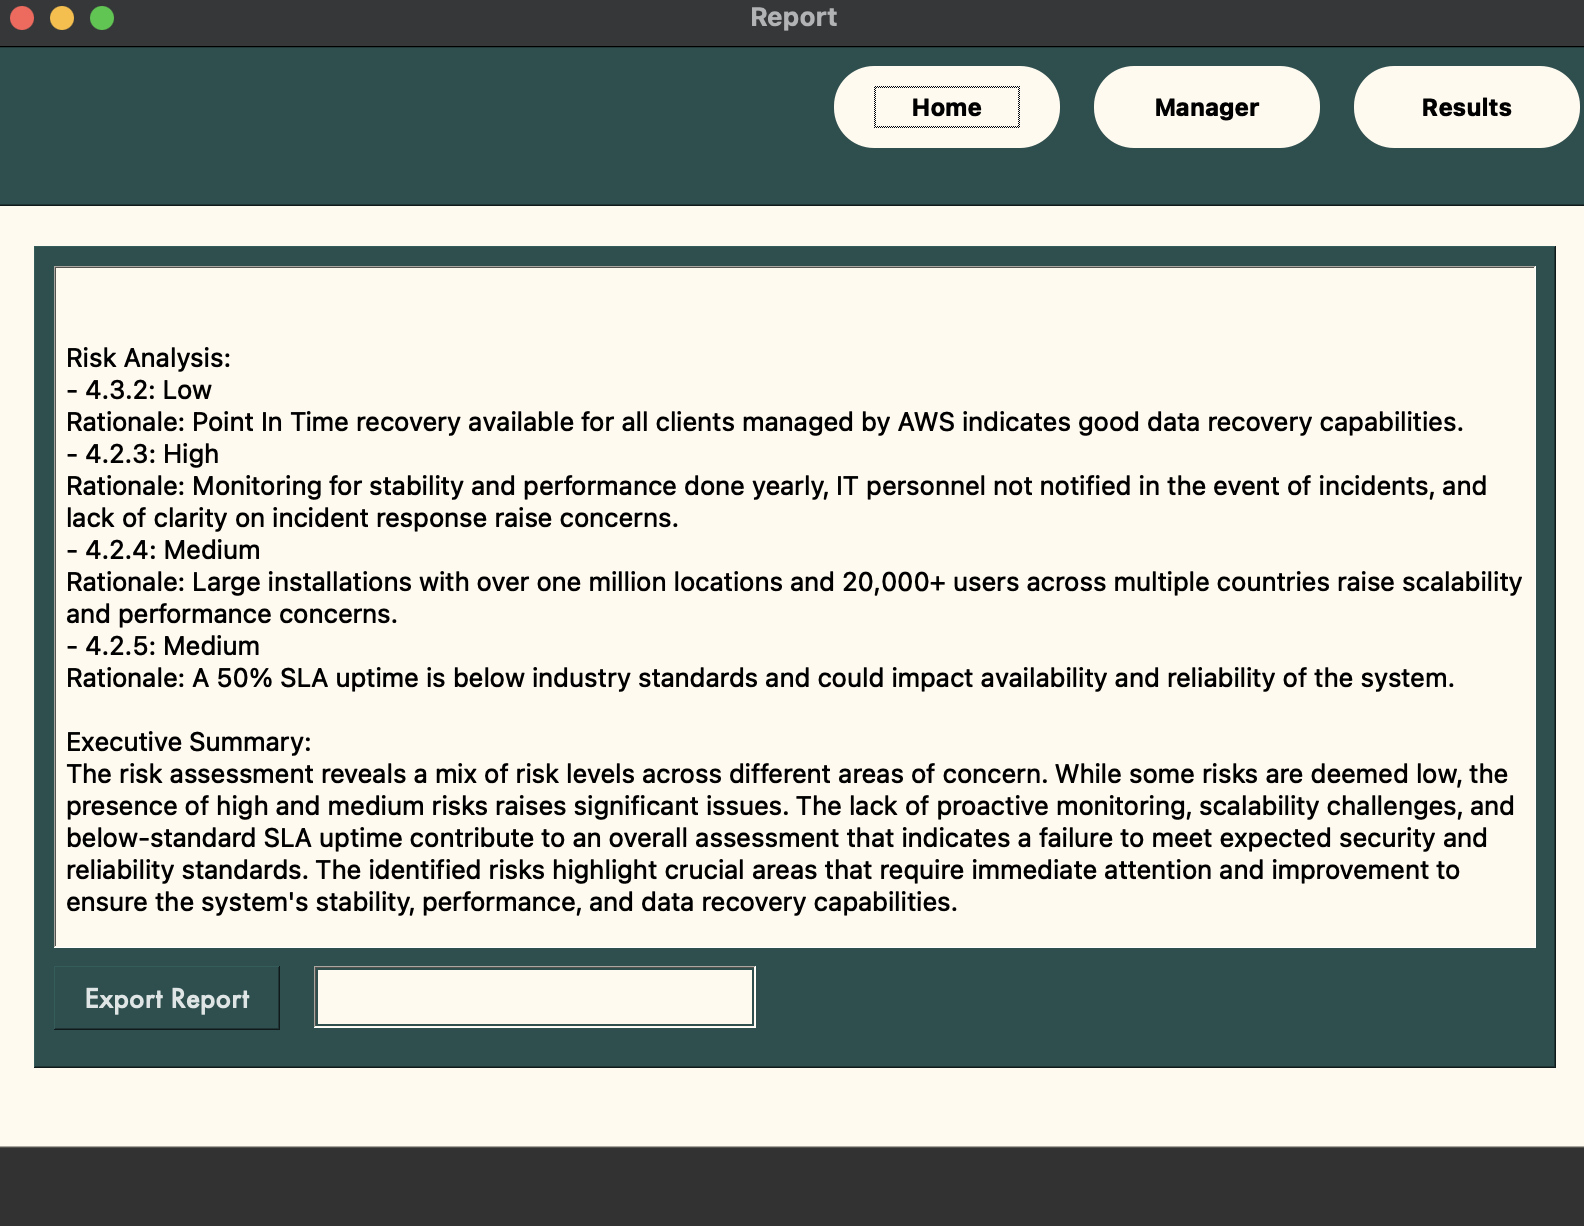 Report
Home Manager Results
Risk Analysis:
- 4.3.2: Low
Rationale: Point In Time recovery available for all clients managed by AWS indicates good data recovery capabilities.
- 4.2.3: High
Rationale: Monitoring for stability and performance done yearly, IT personnel not notified in the event of incidents, and
lack of clarity on incident response raise concerns.
- 4.2.4: Medium
Rationale: Large installations with over one million locations and 20,000+ users across multiple countries raise scalability
and performance concerns.
- 4.2.5: Medium
Rationale: A 50% SLA uptime is below industry standards and could impact availability and reliability of the system.
Executive Summary:
The risk assessment reveals a mix of risk levels across different areas of concern. While some risks are deemed low, the
presence of high and medium risks raises significant issues. The lack of proactive monitoring, scalability challenges, and
below-standard SLA uptime contribute to an overall assessment that indicates a failure to meet expected security and
reliability standards. The identified risks highlight crucial areas that require immediate attention and improvement to
ensure the system's stability, performance, and data recovery capabilities.
Export Report